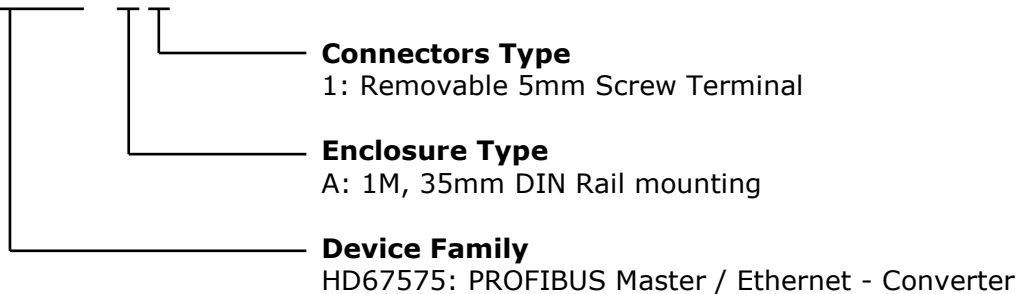 Connectors Type
1: Removable 5mm Screw Terminal
Enclosure Type
A: 1M, 35mm DIN Rail mounting
Device Family
HD67575: PROFIBUS Master / Ethernet - Converter